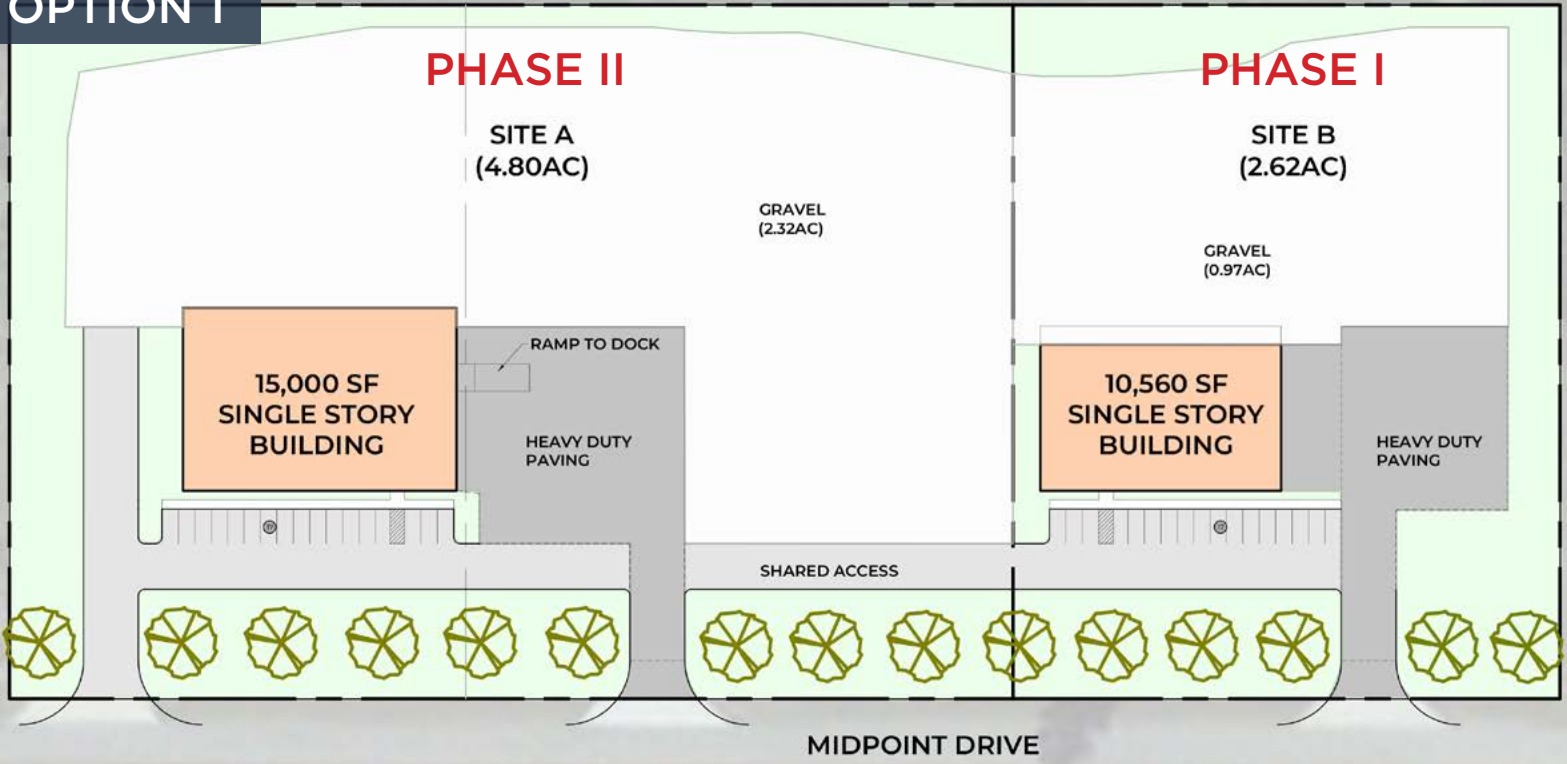 OPTION 1
PHASE II
PHASE I
SITE A
(4.80AC)
SITE B
(2.62AC)
GRAVEL
(2.32AC)
GRAVEL
(0.97AC)
RAMP TO DOCK
15,000 SF
SINGLE STORY
BUILDING
HEAVY DUTY
PAVING
10,560 SF
SINGLE STORY
BUILDING
HEAVY DUTY
PAVING
SHARED ACCESS
MIDPOINT DRIVE